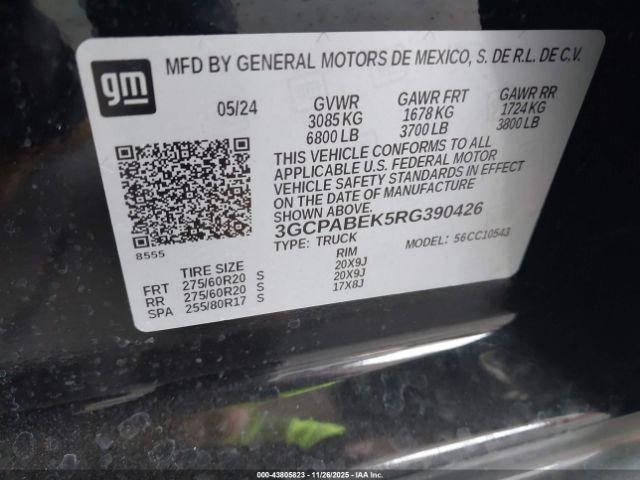 gm
MFD BY GENERAL MOTORS DE MEXICO, S. DE R.L. DE C.V.
05/24 GVWR GAWR FRT GAWR RR
3085 KG 1678 KG 1724 KG
6800 LB 3700 LB 3800 LB
THIS VEHICLE CONFORMS TO ALL
APPLICABLE U.S. FEDERAL MOTOR
VEHICLE SAFETY STANDARDS IN EFFECT
ON THE DATE OF MANUFACTURE
SHOWN ABOVE.
3GCPABEK5RG390426
8555 TYPE: TRUCK MODEL: 56CC10543
TIRE SIZE RIM
FRT 275/60R20 S 20X9J
RR 275/60R20 S 20X9J
SPA 255/80R17 S 17X8J
000-43805823 | 11/26/2025 | IAA Inc.